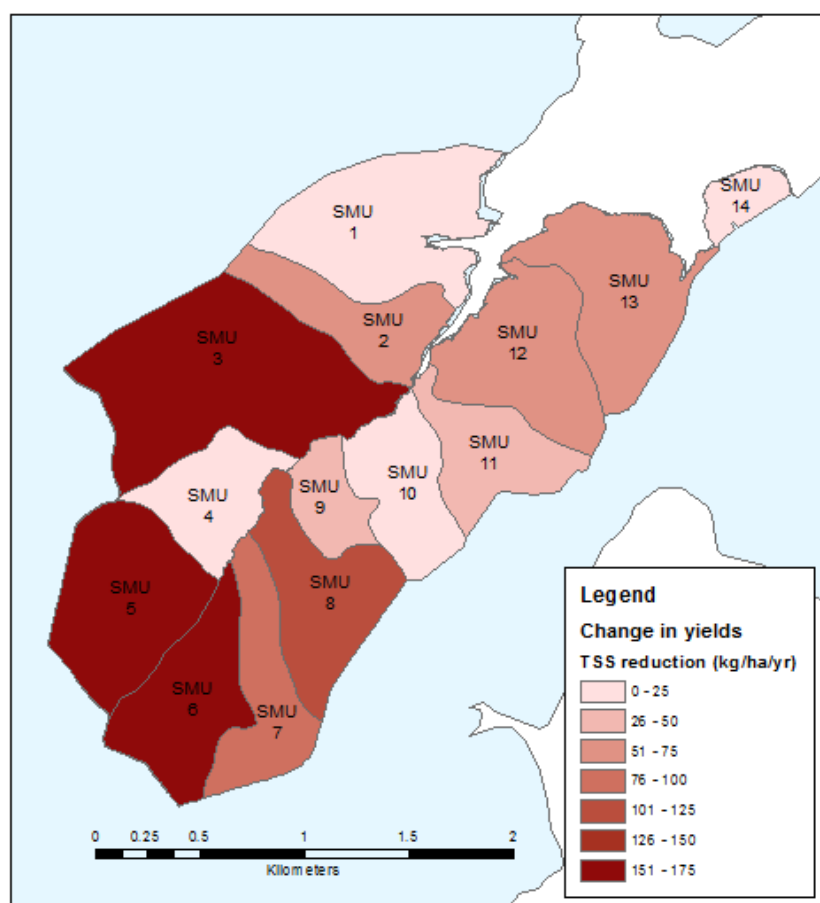 SMU
14
SMU
1
SMU
13
SMU
2
SMU
3
SMU
12
SMU
11
SMU
10
SMU
9
SMU
4
SMU
5
SMU
8
SMU
6
SMU
7
Legend
Change in yields
TSS reduction (kg/ha/yr)
0 - 25
26 - 50
51 - 75
76 - 100
101 - 125
126 - 150
151 - 175
0 0.25 0.5 1 1.5 2
Kilometers